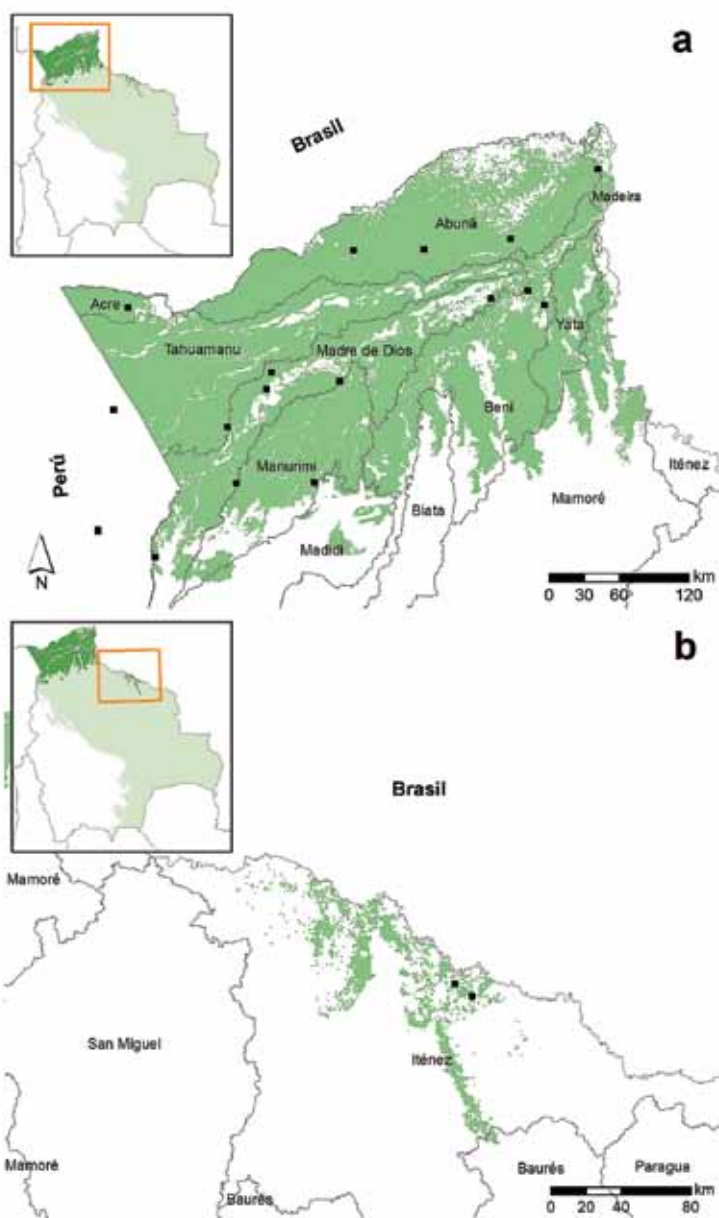 a
Brasil
Madeira
Abunã
Acre
Yata
Tahuamanu
Madre de Dios
Beni
Perú
Manurimi
Iténez
Biata
Mamoré
Madidi
N
km
0 30 60 120
b
Brasil
Mamoré
San Miguel
Iténez
Mamoré
Baurés
Paragua
Baurés
km
0 20 40 80